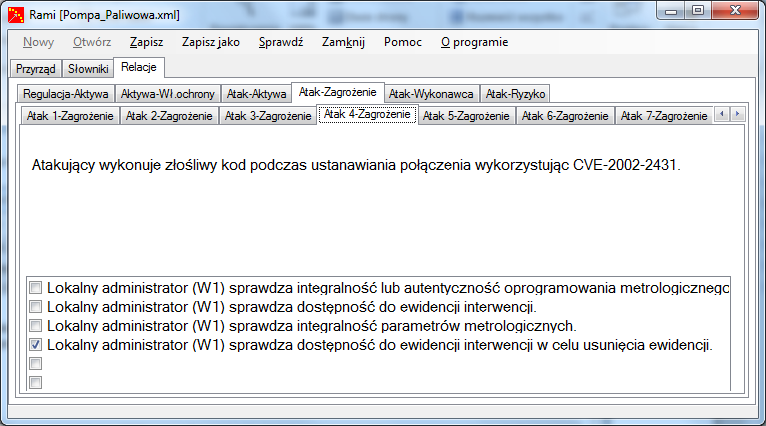 Rami [Pompa_Paliwowa.xml]
Nowy Otwórz Zapisz Zapisz jako Sprawdź Zamknij Pomoc O programie
Przyrząd Słowniki Relacje
Regulacja-Aktywa Aktywa-Wł.ochrony Atak-Aktywa Atak-Zagrożenie Atak-Wykonawca Atak-Ryzyko
Atak 1-Zagrożenie Atak 2-Zagrożenie Atak 3-Zagrożenie Atak 4-Zagrożenie Atak 5-Zagrożenie Atak 6-Zagrożenie Atak 7-Zagrożenie
Atakujący wykonuje złośliwy kod podczas ustanawiania połączenia wykorzystując CVE-2002-2431.
Lokalny administrator (W1) sprawdza integralność lub autentyczność oprogramowania metrologicznego
Lokalny administrator (W1) sprawdza dostępność do ewidencji interwencji.
Lokalny administrator (W1) sprawdza integralność parametrów metrologicznych.
Lokalny administrator (W1) sprawdza dostępność do ewidencji interwencji w celu usunięcia ewidencji.